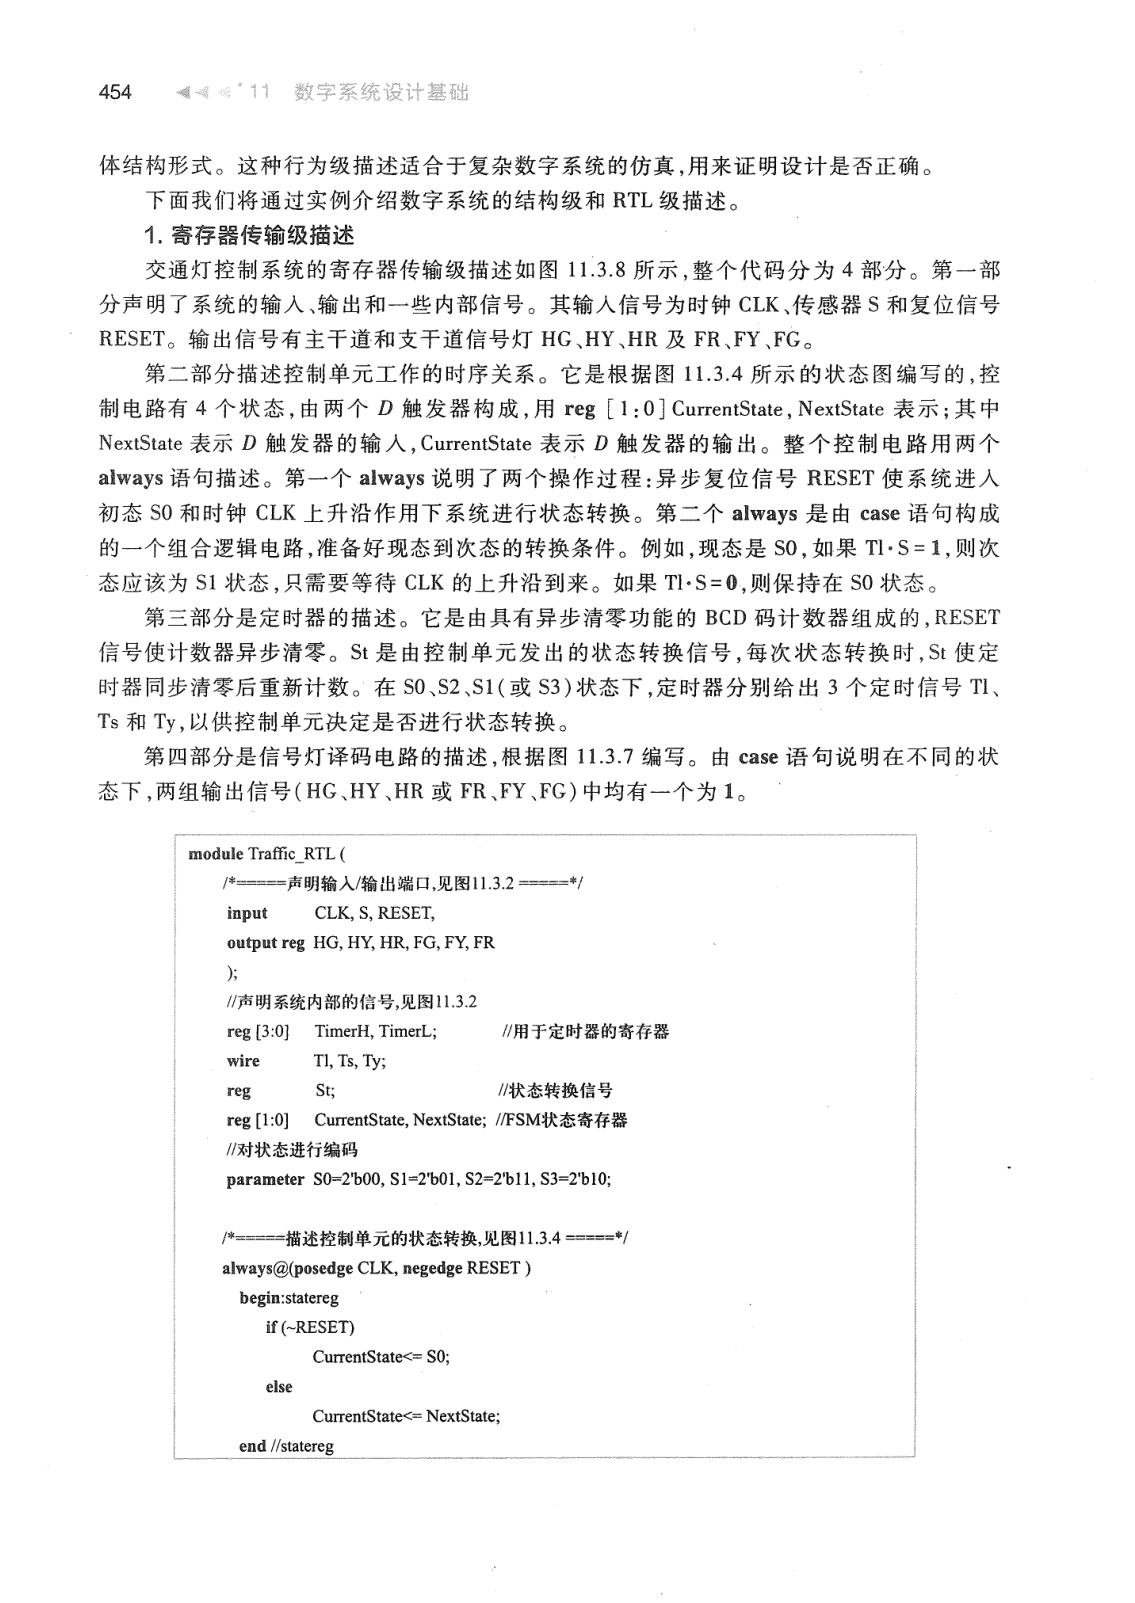 454 *11 数字系统设计基础
体结构形式。这种行为级描述适合于复杂数字系统的仿真,用来证明设计是否正确。
下面我们将通过实例介绍数字系统的结构级和 RTL 级描述。
1. 寄存器传输级描述
交通灯控制系统的寄存器传输级描述如图 11.3.8 所示,整个代码分为 4 部分。第一部
分声明了系统的输入、输出和一些内部信号。其输入信号为时钟 CLK、传感器 S 和复位信号
RESET。输出信号有主干道和支干道信号灯 HG、HY、HR 及 FR、FY、FG。
第二部分描述控制单元工作的时序关系。它是根据图 11.3.4 所示的状态图编写的,控
制电路有 4 个状态,由两个 D 触发器构成,用 reg [1:0] CurrentState, NextState 表示;其中
NextState 表示 D 触发器的输入,CurrentState 表示 D 触发器的输出。整个控制电路用两个
always 语句描述。第一个 always 说明了两个操作过程:异步复位信号 RESET 使系统进入
初态 S0 和时钟 CLK 上升沿作用下系统进行状态转换。第二个 always 是由 case 语句构成
的一个组合逻辑电路,准备好现态到次态的转换条件。例如,现态是 S0,如果 Tl·S=1,则次
态应该为 S1 状态,只需要等待 CLK 的上升沿到来。如果 Tl·S=0,则保持在 S0 状态。
第三部分是定时器的描述。它是由具有异步清零功能的 BCD 码计数器组成的,RESET
信号使计数器异步清零。St 是由控制单元发出的状态转换信号,每次状态转换时,St 使定
时器同步清零后重新计数。在 S0、S2、S1(或 S3)状态下,定时器分别给出 3 个定时信号 Tl、
Ts 和 Ty,以供控制单元决定是否进行状态转换。
第四部分是信号灯译码电路的描述,根据图 11.3.7 编写。由 case 语句说明在不同的状
态下,两组输出信号(HG、HY、HR 或 FR、FY、FG)中均有一个为 1。
module Traffic_RTL (
/*=====声明输入/输出端口,见图11.3.2 =====*/
input CLK, S, RESET,
output reg HG, HY, HR, FG, FY, FR
);
//声明系统内部的信号,见图11.3.2
reg [3:0] TimerH, TimerL; //用于定时器的寄存器
wire Tl, Ts, Ty;
reg St; //状态转换信号
reg [1:0] CurrentState, NextState; //FSM状态寄存器
//对状态进行编码
parameter S0=2'b00, S1=2'b01, S2=2'b11, S3=2'b10;
/*=====描述控制单元的状态转换,见图11.3.4 =====*/
always@(posedge CLK, negedge RESET )
begin:statereg
if (~RESET)
CurrentState<= S0;
else
CurrentState<= NextState;
end //statereg